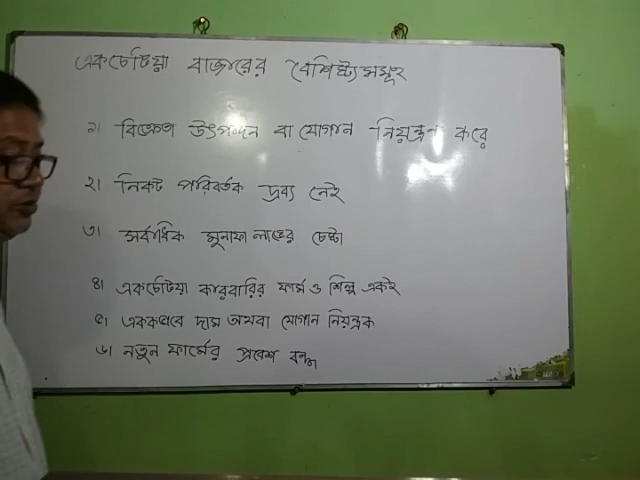 একচেটিয়া বাজারের বৈশিষ্ট্যসমূহ
১। বিক্রেতা উৎপাদন বা যোগান নিয়ন্ত্রণ করে
২। নিকট পরিবর্তক দ্রব্য নেই
৩। সর্বাধিক মুনাফা লাভের চেষ্টা
৪। একচেটিয়া কারবারির ফার্ম ও শিল্প একই
৫। এককভাবে দাম অথবা যোগান নিয়ন্ত্রক
৬। নতুন ফার্মের প্রবেশ বন্ধ